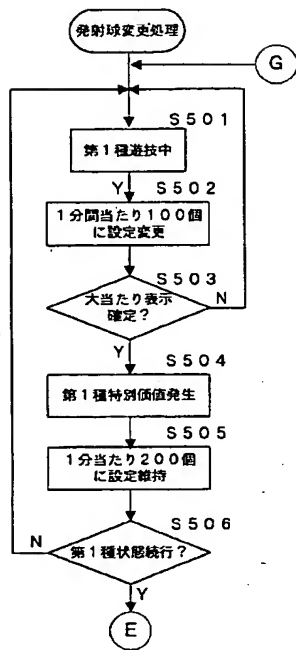 発射球変更処理
G
S501
第1種遊技中
Y
S502
1分間当たり100個
に設定変更
S503
大当たり表示
確定?
N
Y
S504
第1種特別価値発生
S505
1分当たり200個
に設定維持
S506
N
第1種状態続行?
Y
E